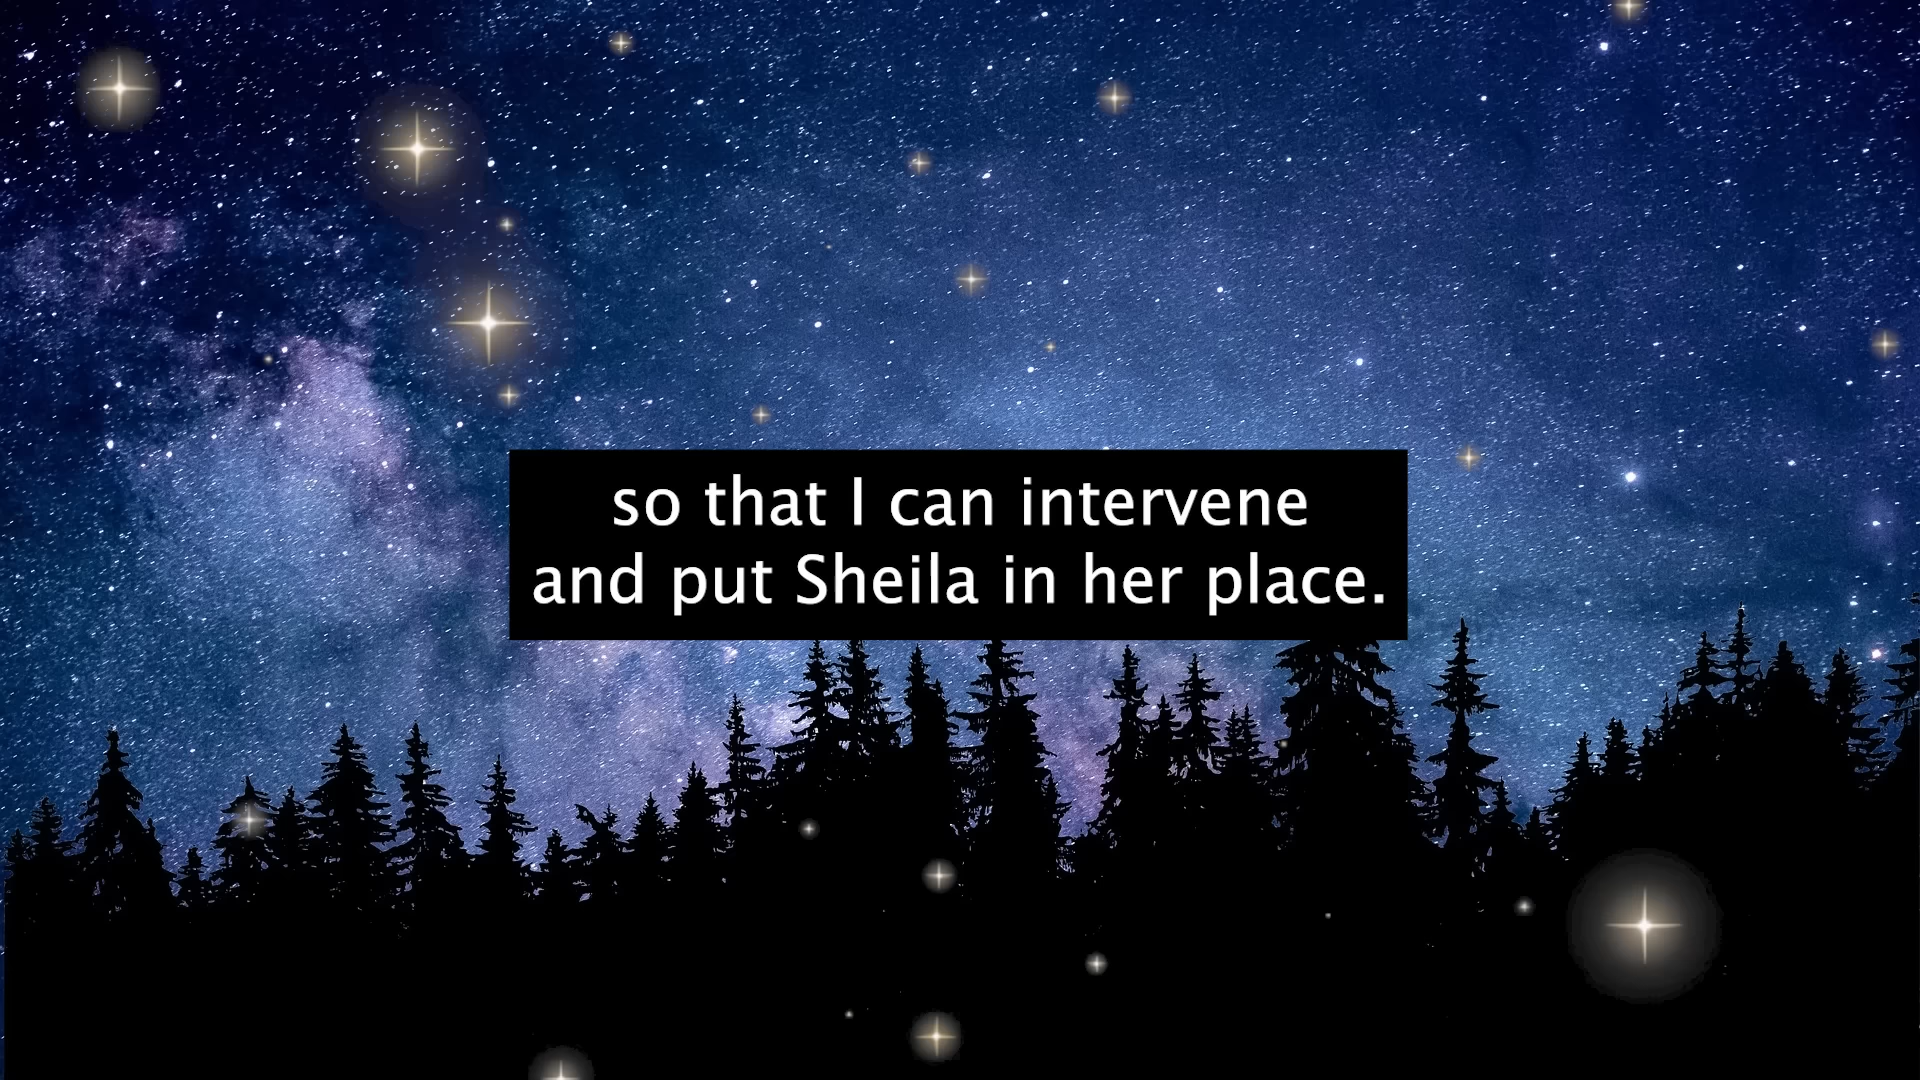 so that I can intervene
and put Sheila in her place.